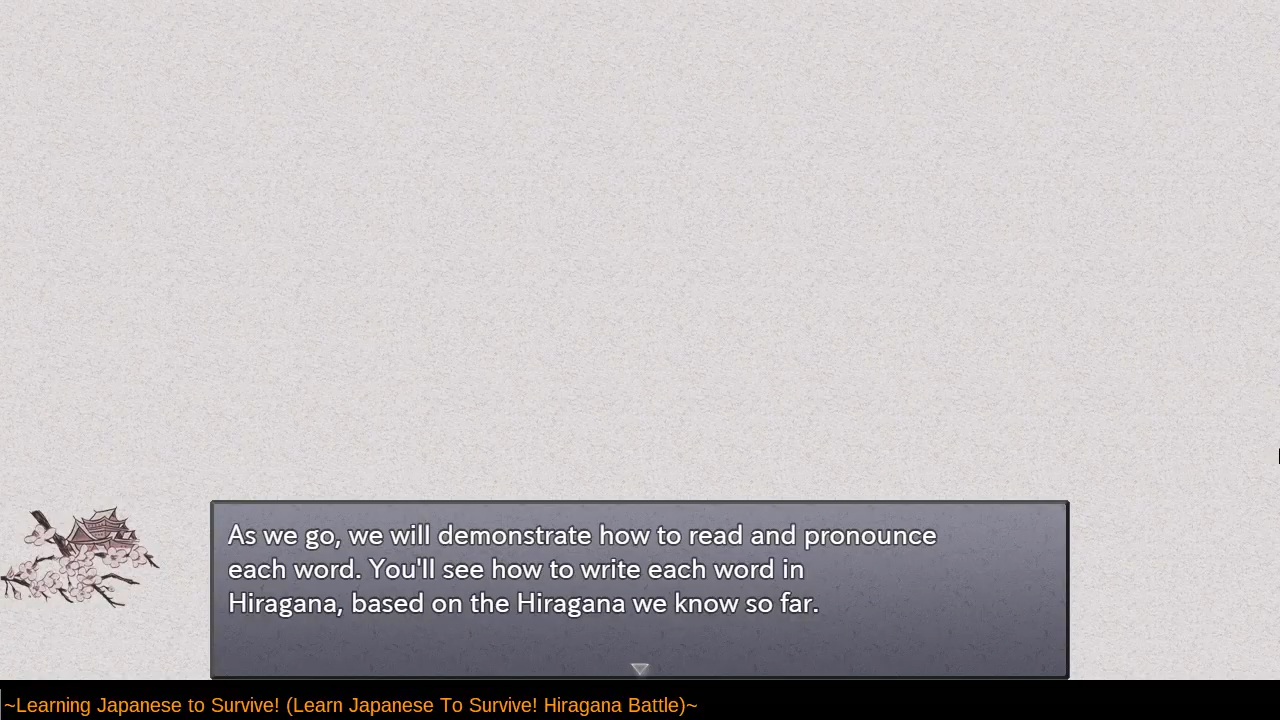 As we go, we will demonstrate how to read and pronounce
each word. You'll see how to write each word in
Hiragana, based on the Hiragana we know so far.
~Learning Japanese to Survive! (Learn Japanese To Survive! Hiragana Battle)~